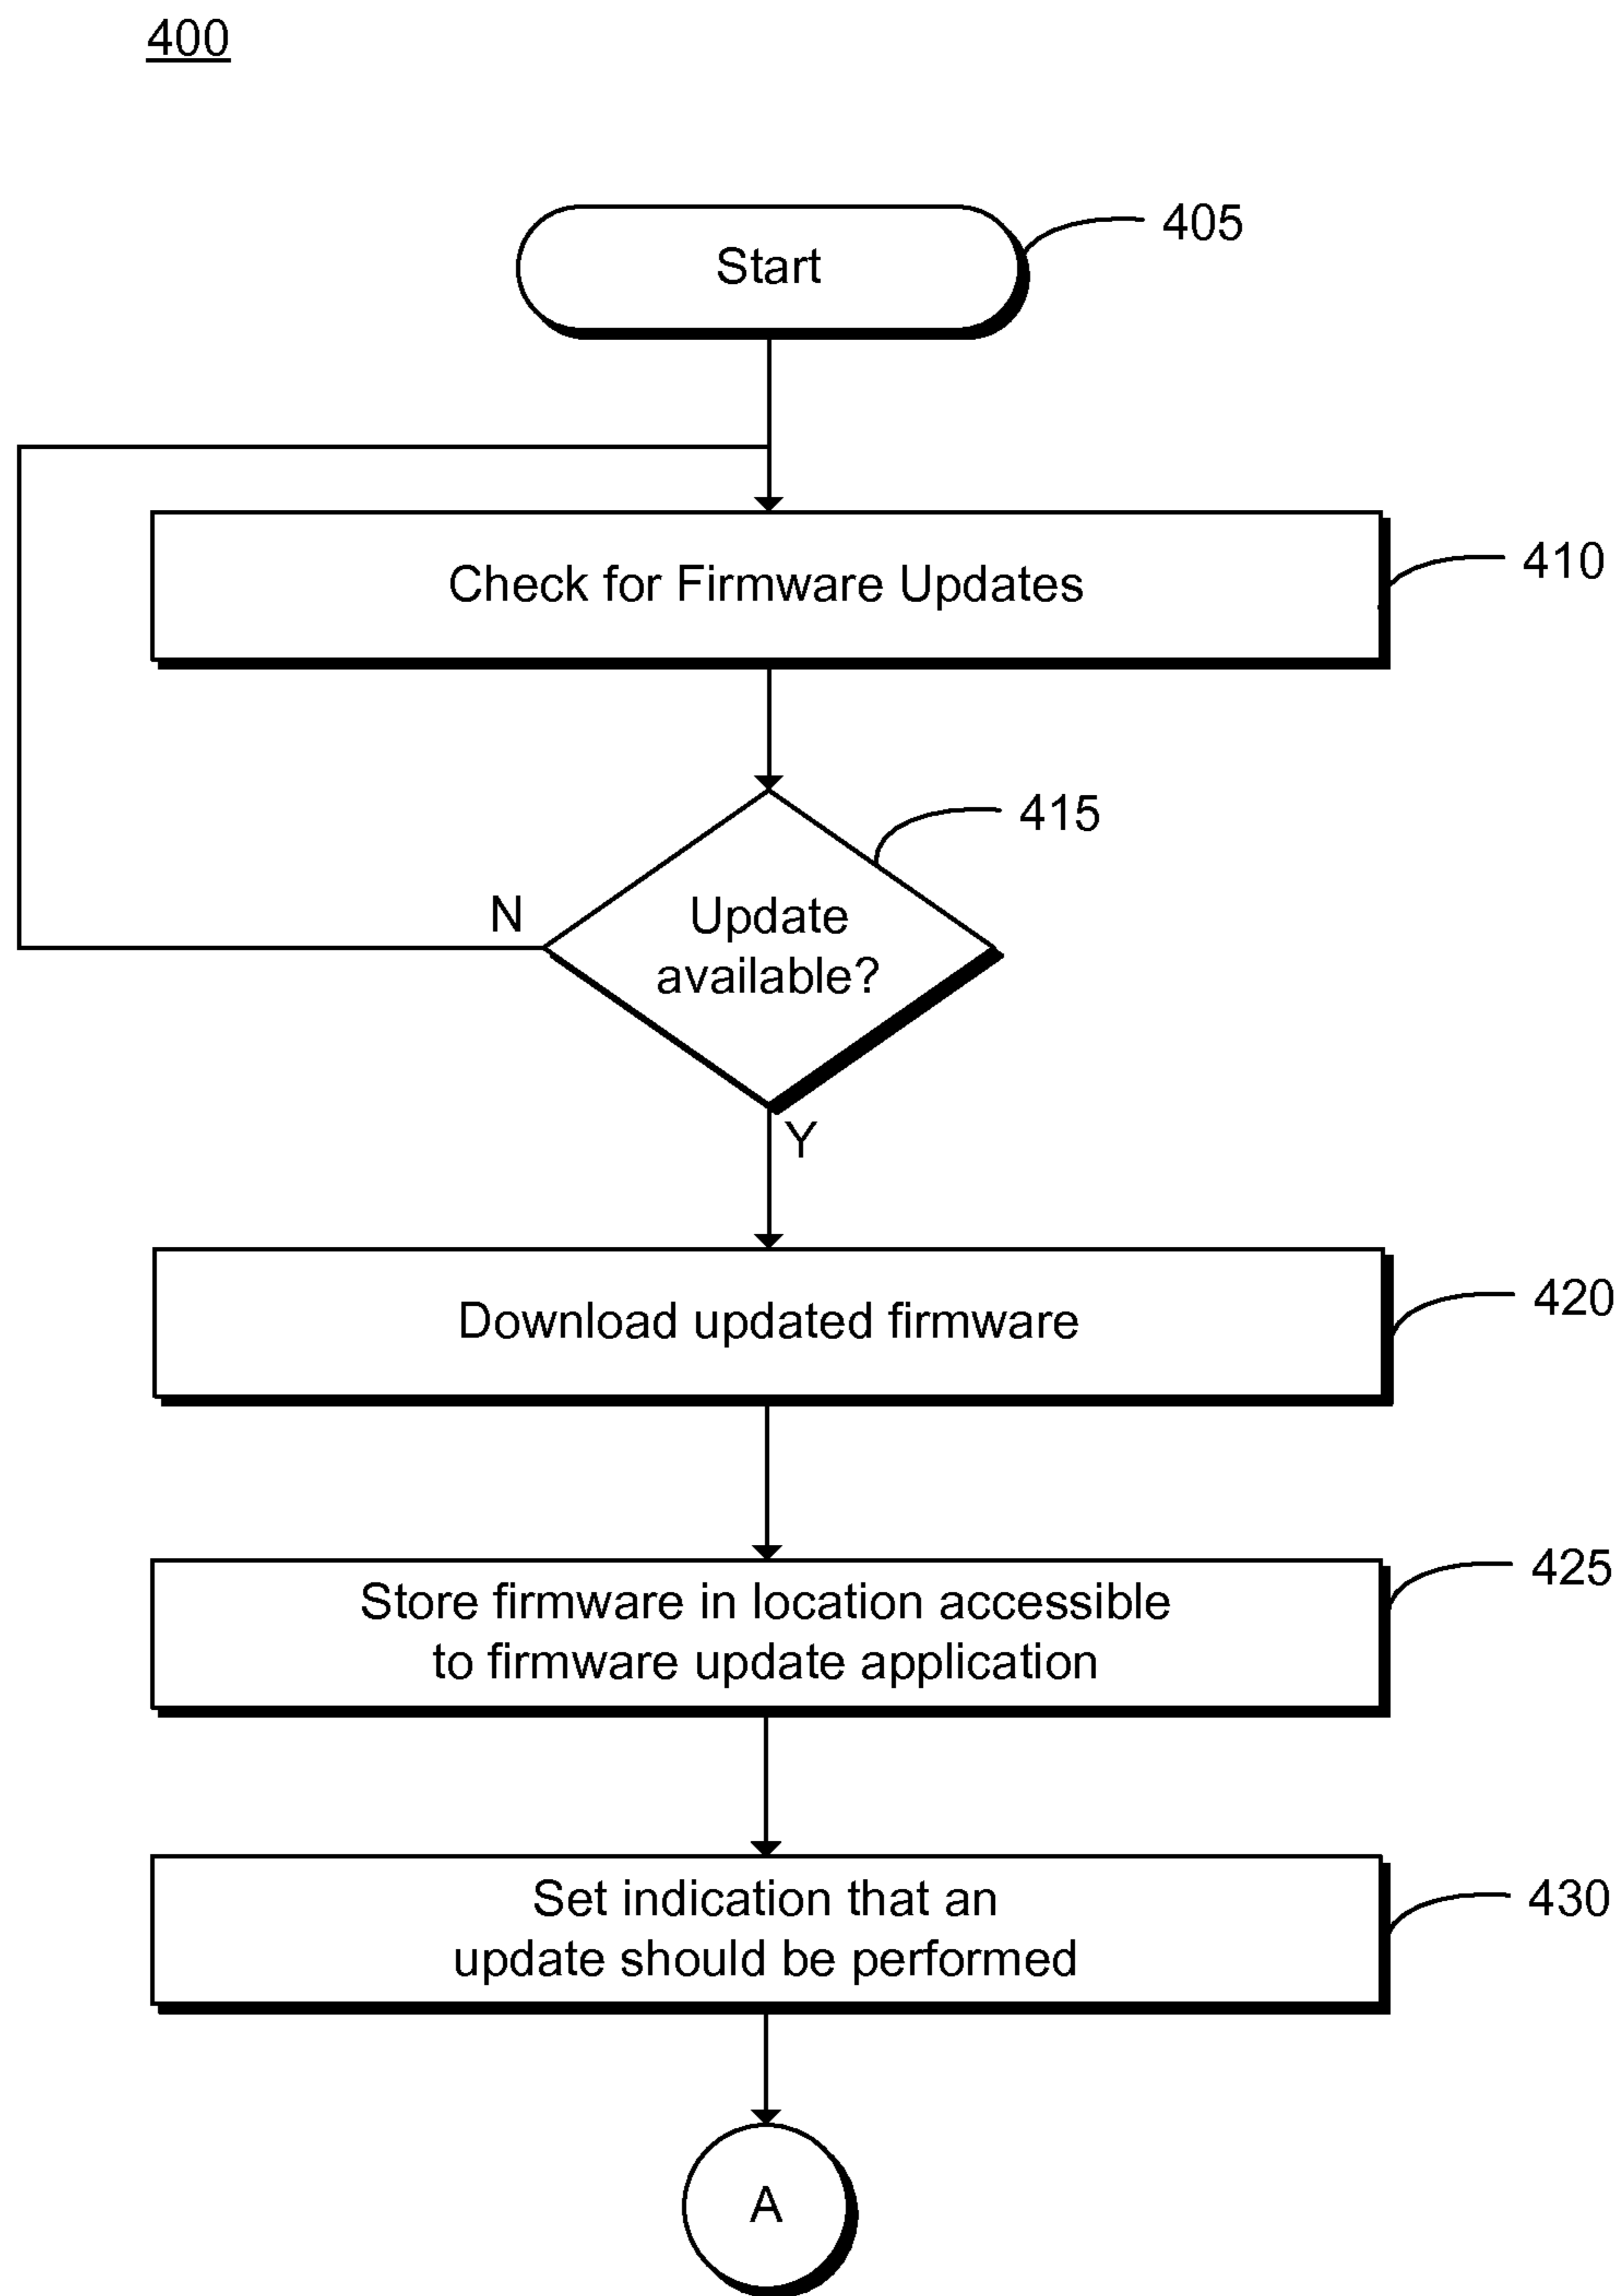 400
Start
405
Check for Firmware Updates
410
415
N
Update
available?
Y
Download updated firmware
420
Store firmware in location accessible
to firmware update application
425
Set indication that an
update should be performed
430
A